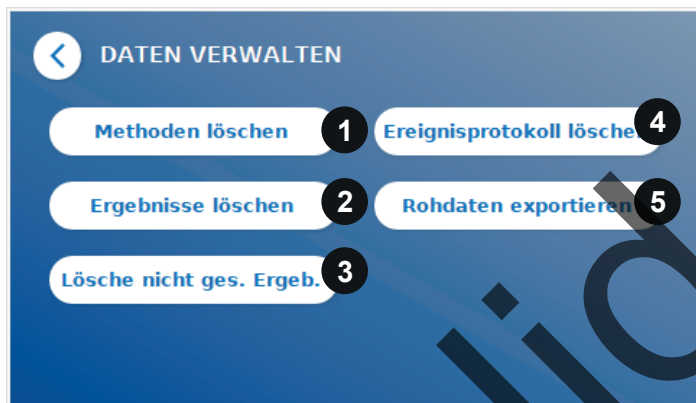 DATEN VERWALTEN
Methoden löschen 1
Ereignisprotokoll lösche 4
Ergebnisse löschen 2
Rohdaten exportieren 5
Lösche nicht ges. Ergeb. 3